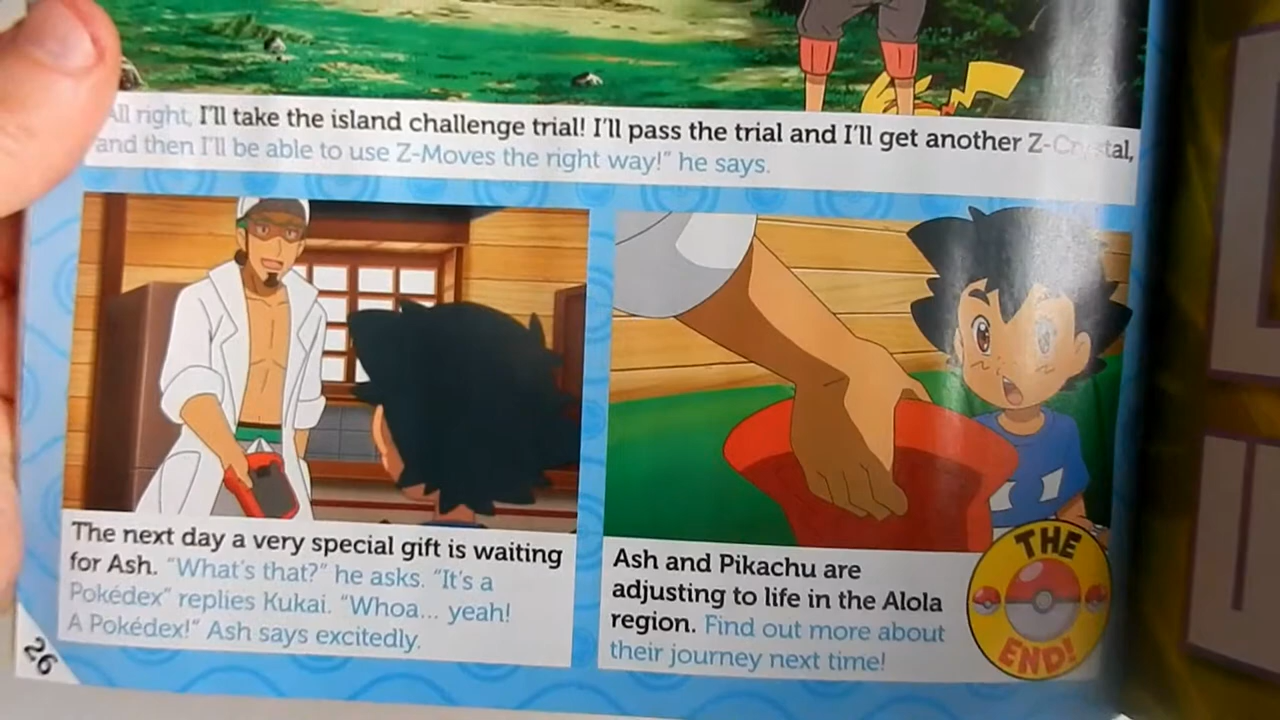 All right, I'll take the island challenge trial! I'll pass the trial and I'll get another Z-Crystal,
and then I'll be able to use Z-Moves the right way!" he says.
The next day a very special gift is waiting
for Ash. "What's that?" he asks. "It's a
Pokédex" replies Kukai. "Whoa... yeah!
A Pokédex!" Ash says excitedly.
Ash and Pikachu are
adjusting to life in the Alola
region. Find out more about
their journey next time!
THE
END!
26